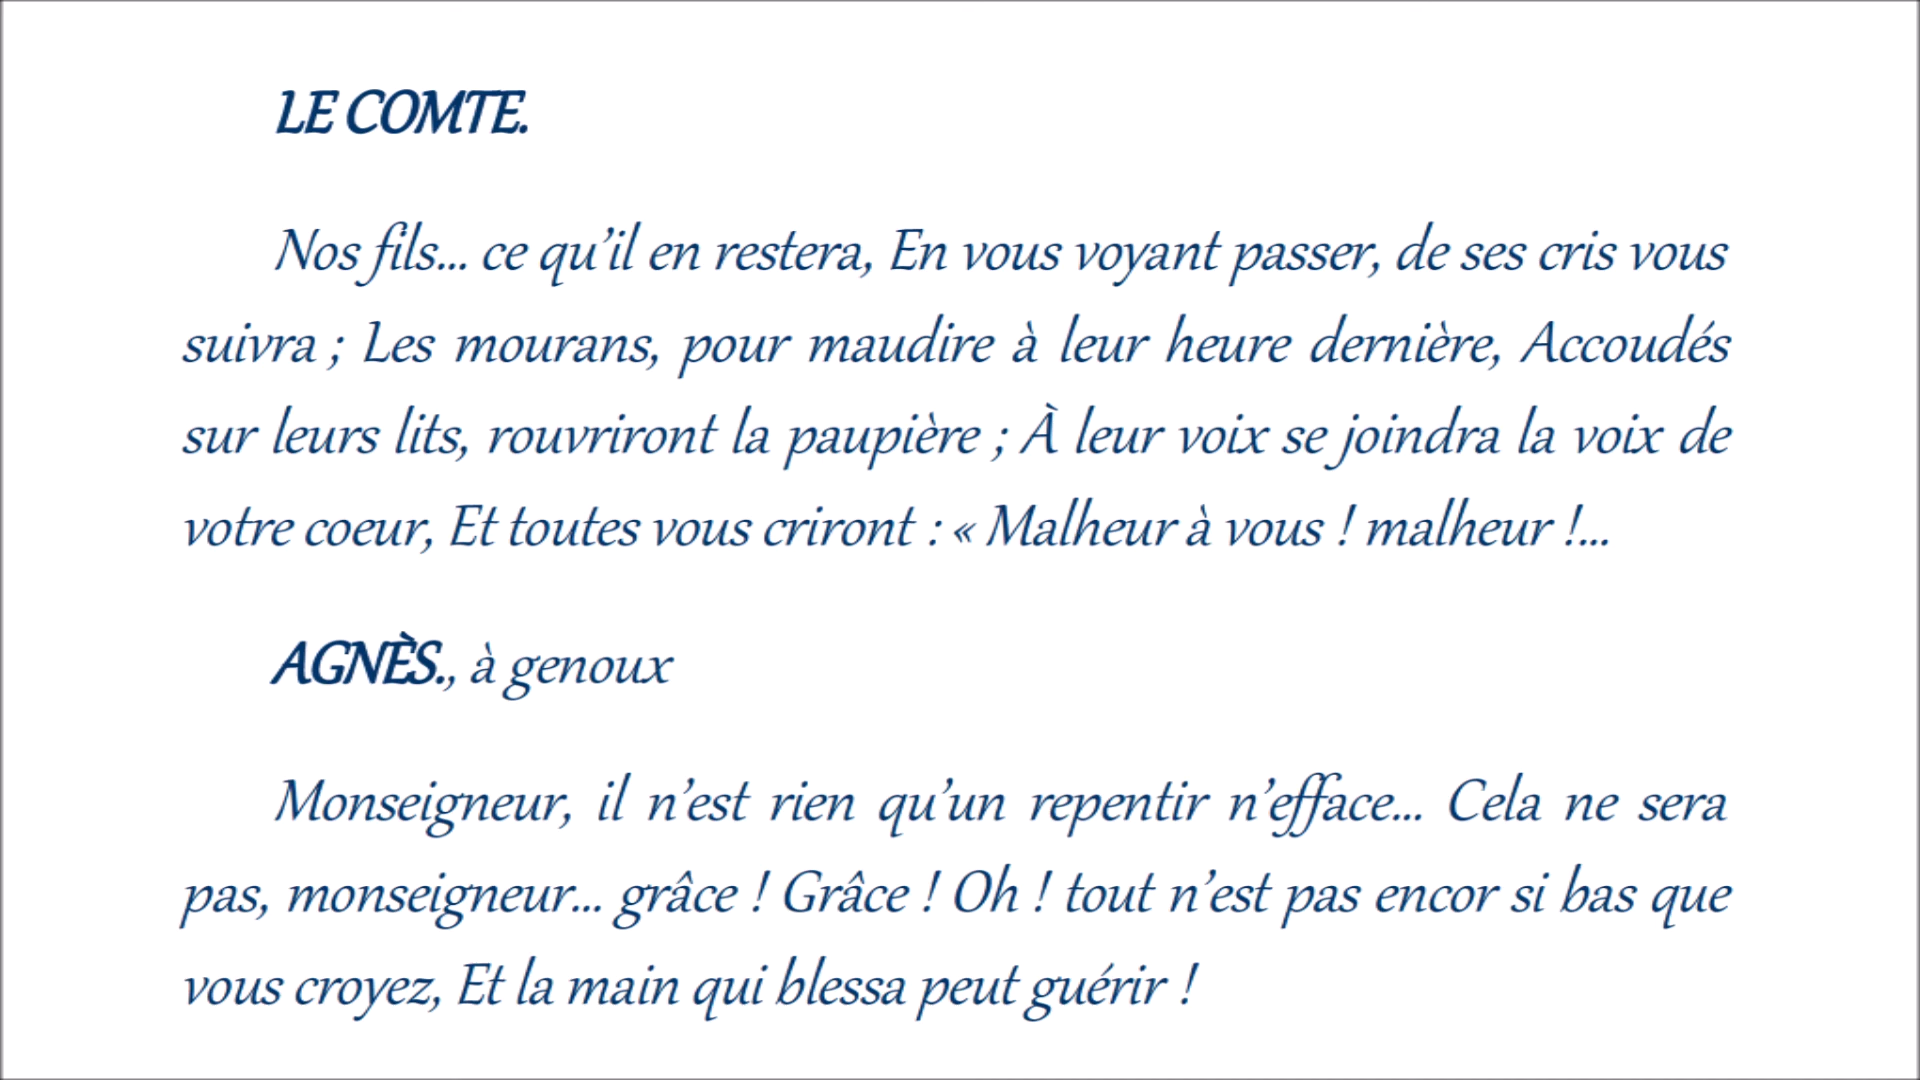 LE COMTE.
Nos fils... ce qu’il en restera, En vous voyant passer, de ses cris vous
suivra ; Les mourans, pour maudire à leur heure dernière, Accoudés
sur leurs lits, rouvriront la paupière ; À leur voix se joindra la voix de
votre coeur, Et toutes vous criront : « Malheur à vous ! malheur !...
AGNÈS., à genoux
Monseigneur, il n’est rien qu’un repentir n’efface... Cela ne sera
pas, monseigneur... grâce ! Grâce ! Oh ! tout n’est pas encor si bas que
vous croyez, Et la main qui blessa peut guérir !